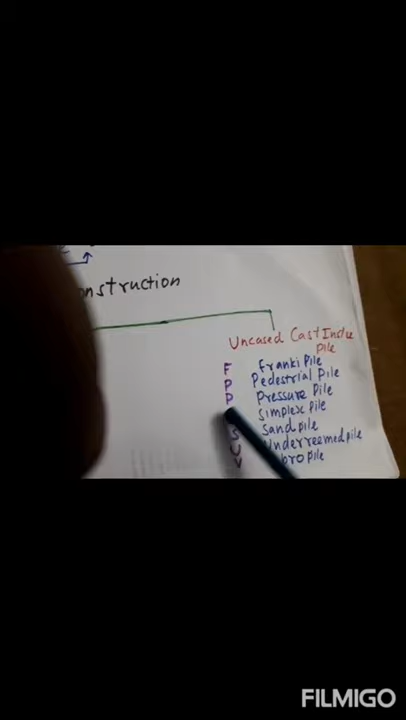 onstruction
Uncased Cast Insitu
Pile
F Franki Pile
P Pedestrial Pile
P Pressure Pile
Simplex Pile
S Sand pile
U Underreemed pile
V bro pile
FILMIGO